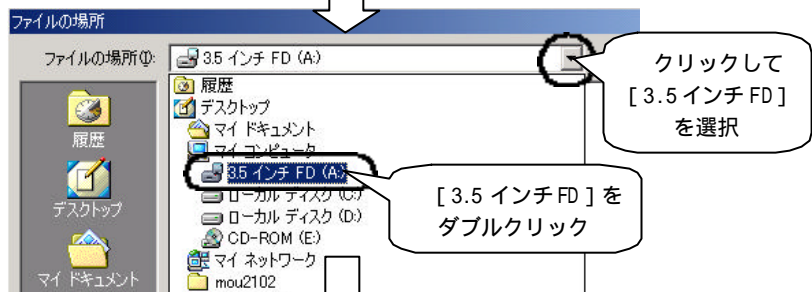 ファイルの場所
ファイルの場所(I):
3.5 インチ FD (A:)
クリックして
[3.5インチFD]
を選択
履歴
デスクトップ
マイ ドキュメント
マイ コンピュータ
3.5 インチ FD (A:)
ローカル ディスク (C:)
ローカル ディスク (D:)
CD-ROM (E:)
マイ ネットワーク
mou2102
[3.5 インチFD]を
ダブルクリック
履歴
デスクトップ
マイ ドキュメント